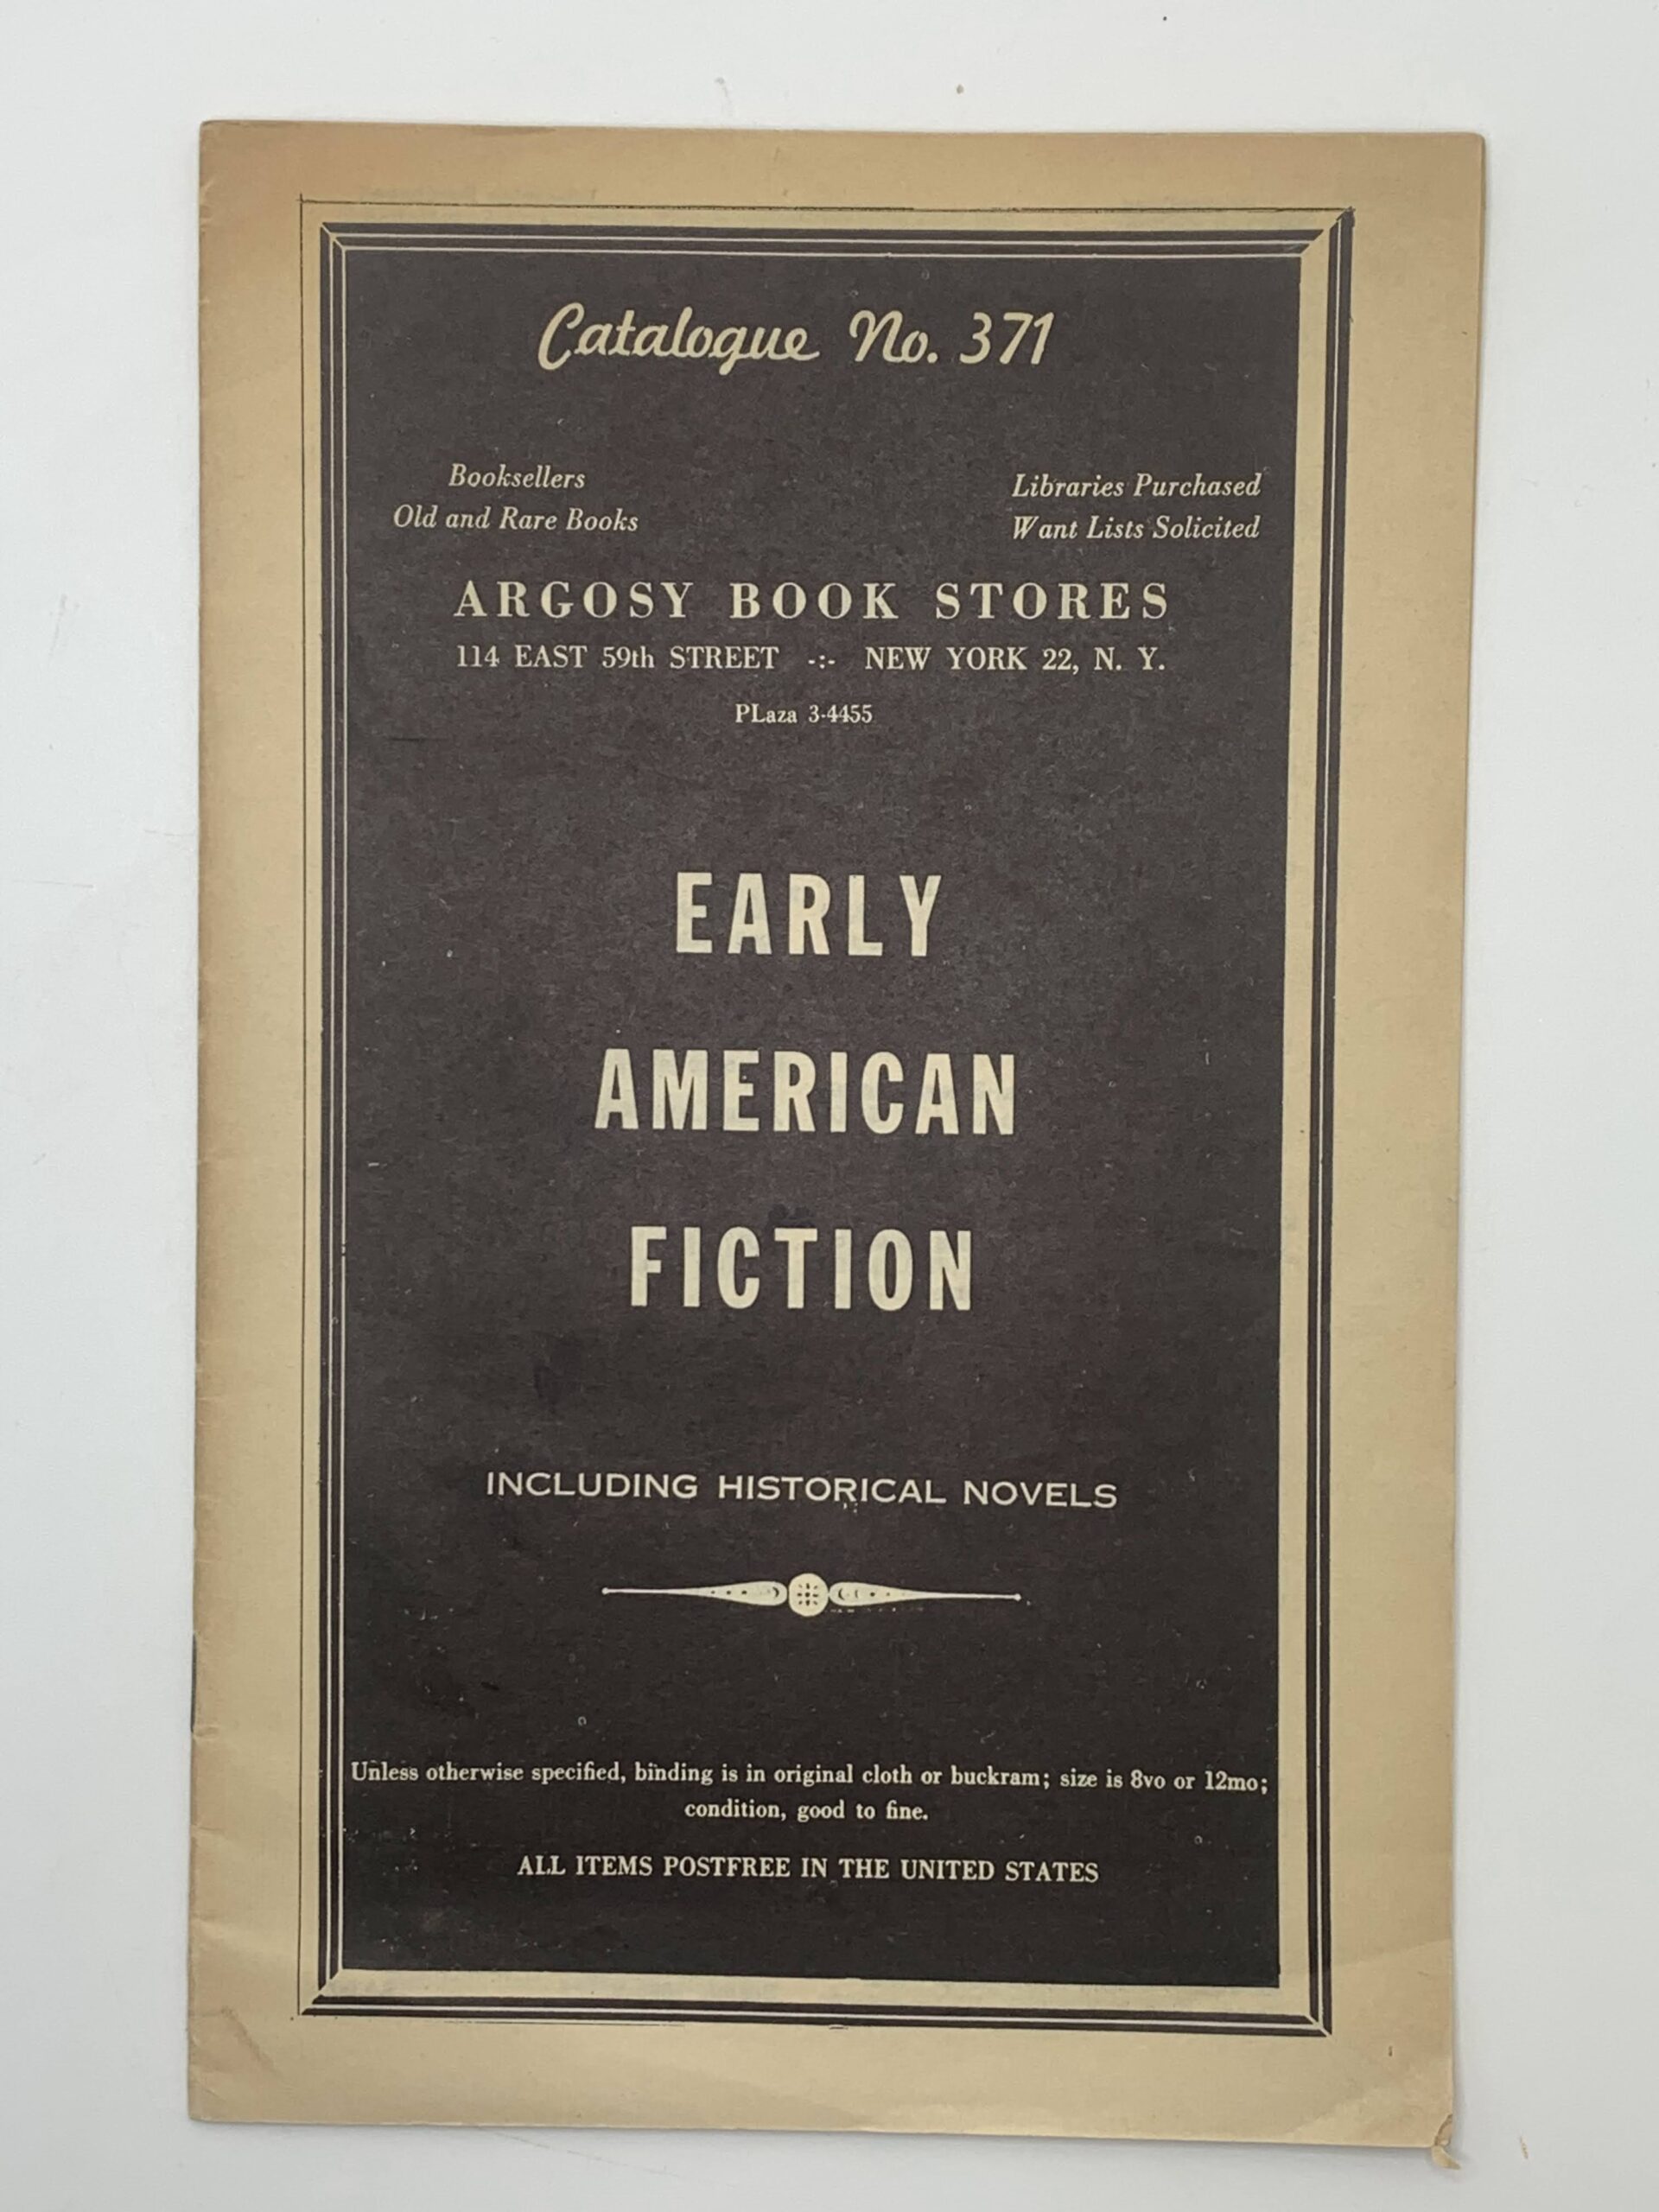 Catalogue No. 371
Booksellers
Old and Rare Books
Libraries Purchased
Want Lists Solicited
ARGOSY BOOK STORES
114 EAST 59th STREET -:- NEW YORK 22, N. Y.
PLaza 3-4455
EARLY
AMERICAN
FICTION
INCLUDING HISTORICAL NOVELS
Unless otherwise specified, binding is in original cloth or buckram; size is 8vo or 12mo;
condition, good to fine.
ALL ITEMS POSTFREE IN THE UNITED STATES